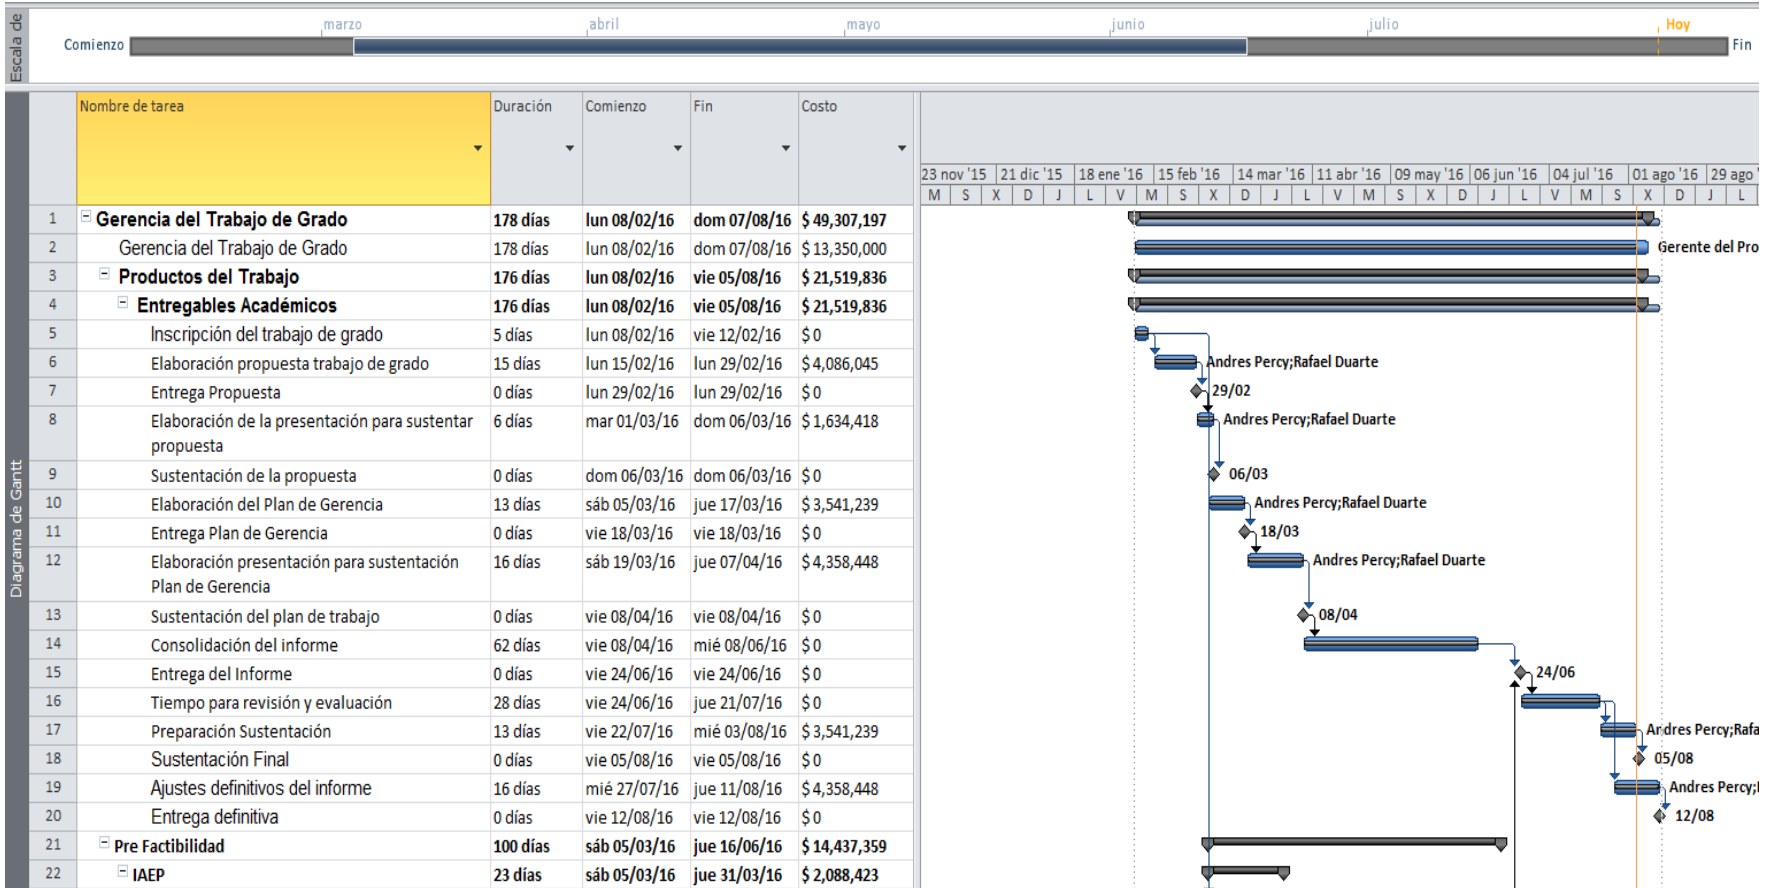 Escala de
marzo abril mayo junio julio Hoy
Comienzo Fin
Diagrama de Gantt
Nombre de tarea Duración Comienzo Fin Costo
23 nov '15 21 dic '15 18 ene '16 15 feb '16 14 mar '16 11 abr '16 09 may '16 06 jun '16 04 jul '16 01 ago '16 29 ago '
M S X D J L V M S X D J L V M S X D J L V M S X D J L
1 Gerencia del Trabajo de Grado 178 días lun 08/02/16 dom 07/08/16 $ 49,307,197
2 Gerencia del Trabajo de Grado 178 días lun 08/02/16 dom 07/08/16 $ 13,350,000 Gerente del Pro
3 Productos del Trabajo 176 días lun 08/02/16 vie 05/08/16 $ 21,519,836
4 Entregables Académicos 176 días lun 08/02/16 vie 05/08/16 $ 21,519,836
5 Inscripción del trabajo de grado 5 días lun 08/02/16 vie 12/02/16 $ 0
6 Elaboración propuesta trabajo de grado 15 días lun 15/02/16 lun 29/02/16 $ 4,086,045 Andres Percy;Rafael Duarte
7 Entrega Propuesta 0 días lun 29/02/16 lun 29/02/16 $ 0 29/02
8 Elaboración de la presentación para sustentar 6 días mar 01/03/16 dom 06/03/16 $ 1,634,418 Andres Percy;Rafael Duarte
propuesta
9 Sustentación de la propuesta 0 días dom 06/03/16 dom 06/03/16 $ 0 06/03
10 Elaboración del Plan de Gerencia 13 días sáb 05/03/16 jue 17/03/16 $ 3,541,239 Andres Percy;Rafael Duarte
11 Entrega Plan de Gerencia 0 días vie 18/03/16 vie 18/03/16 $ 0 18/03
12 Elaboración presentación para sustentación 16 días sáb 19/03/16 jue 07/04/16 $ 4,358,448 Andres Percy;Rafael Duarte
Plan de Gerencia
13 Sustentación del plan de trabajo 0 días vie 08/04/16 vie 08/04/16 $ 0 08/04
14 Consolidación del informe 62 días vie 08/04/16 mié 08/06/16 $ 0
15 Entrega del Informe 0 días vie 24/06/16 vie 24/06/16 $ 0 24/06
16 Tiempo para revisión y evaluación 28 días vie 24/06/16 jue 21/07/16 $ 0
17 Preparación Sustentación 13 días vie 22/07/16 mié 03/08/16 $ 3,541,239 Andres Percy;Rafa
18 Sustentación Final 0 días vie 05/08/16 vie 05/08/16 $ 0 05/08
19 Ajustes definitivos del informe 16 días mié 27/07/16 jue 11/08/16 $ 4,358,448 Andres Percy;
20 Entrega definitiva 0 días vie 12/08/16 vie 12/08/16 $ 0 12/08
21 Pre Factibilidad 100 días sáb 05/03/16 jue 16/06/16 $ 14,437,359
22 IAEP 23 días sáb 05/03/16 jue 31/03/16 $ 2,088,423